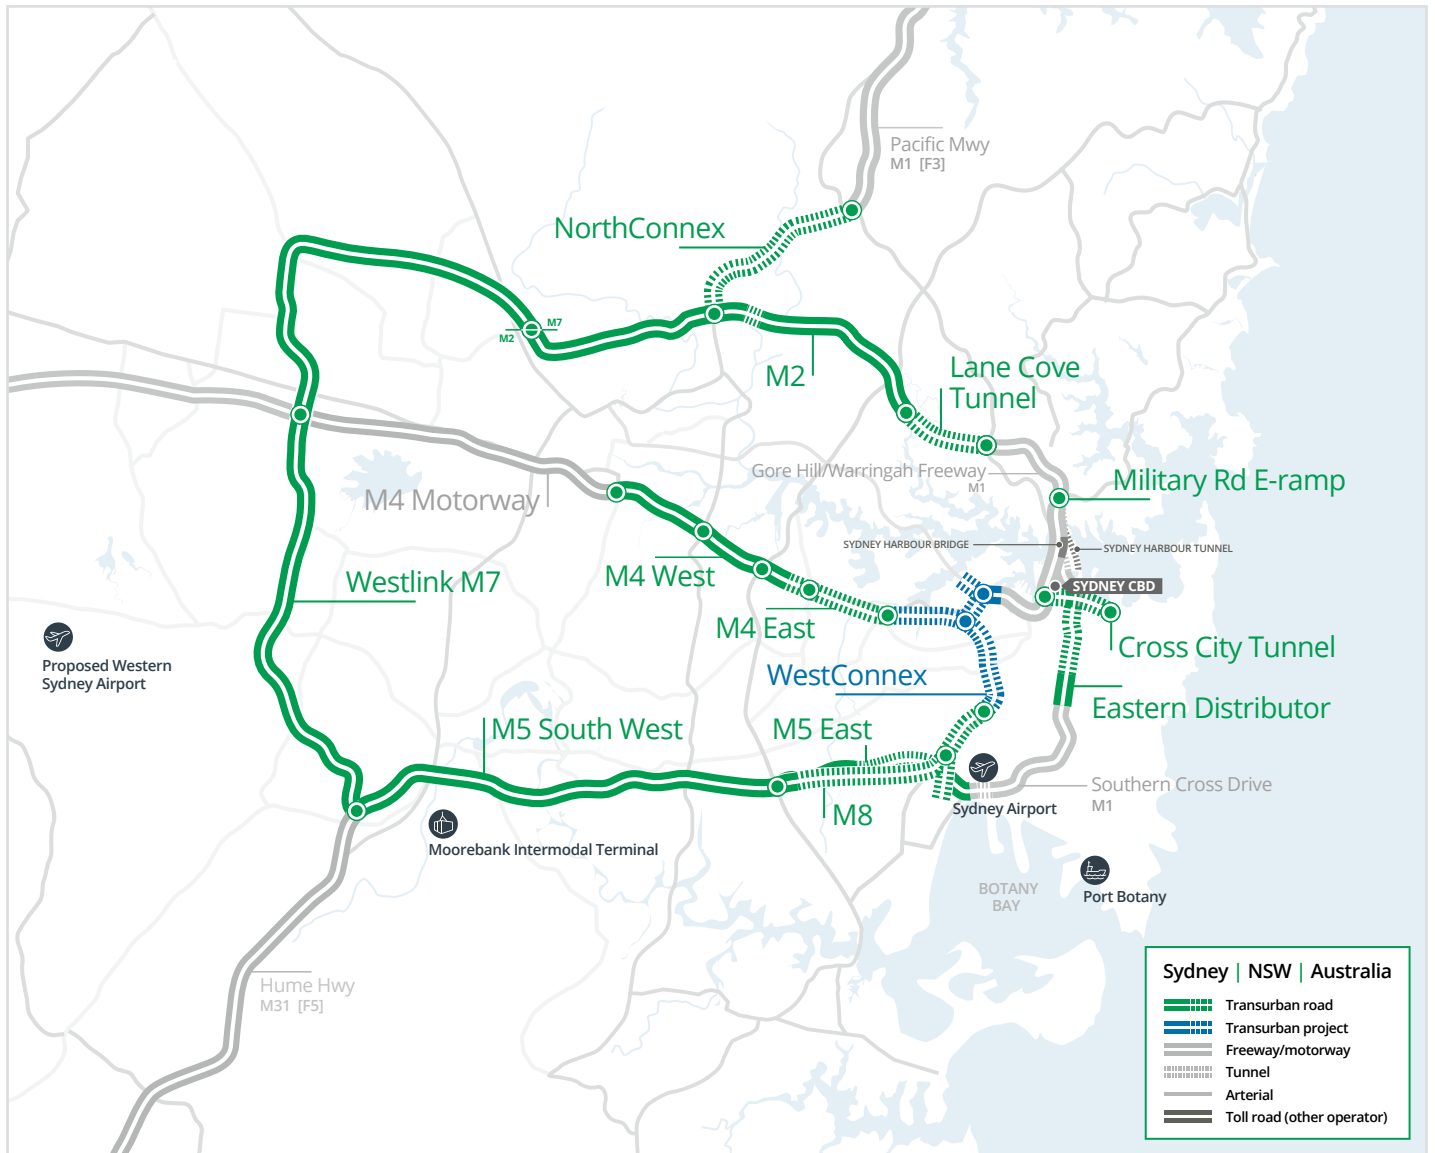 Pacific Mwy
M1 [F3]
NorthConnex
M7
M2
M2
Lane Cove
Tunnel
Gore Hill/Warringah Freeway
M1
Military Rd E-ramp
M4 Motorway
SYDNEY HARBOUR BRIDGE
SYDNEY HARBOUR TUNNEL
M4 West
Westlink M7
SYDNEY CBD
M4 East
Cross City Tunnel
Proposed Western
Sydney Airport
WestConnex
Eastern Distributor
M5 South West
M5 East
Southern Cross Drive
M1
Sydney Airport
M8
Moorebank Intermodal Terminal
BOTANY
BAY
Port Botany
Hume Hwy
M31 [F5]
Sydney | NSW | Australia
Transurban road
Transurban project
Freeway/motorway
Tunnel
Arterial
Toll road (other operator)